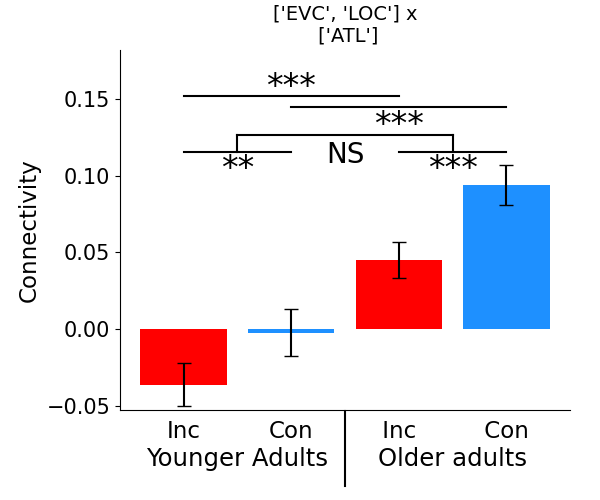 ['EVC', 'LOC'] x
['ATL']
Connectivity
0.15
0.10
0.05
0.00
−0.05
***
***
** NS ***
Inc Con Inc Con
Younger Adults Older adults